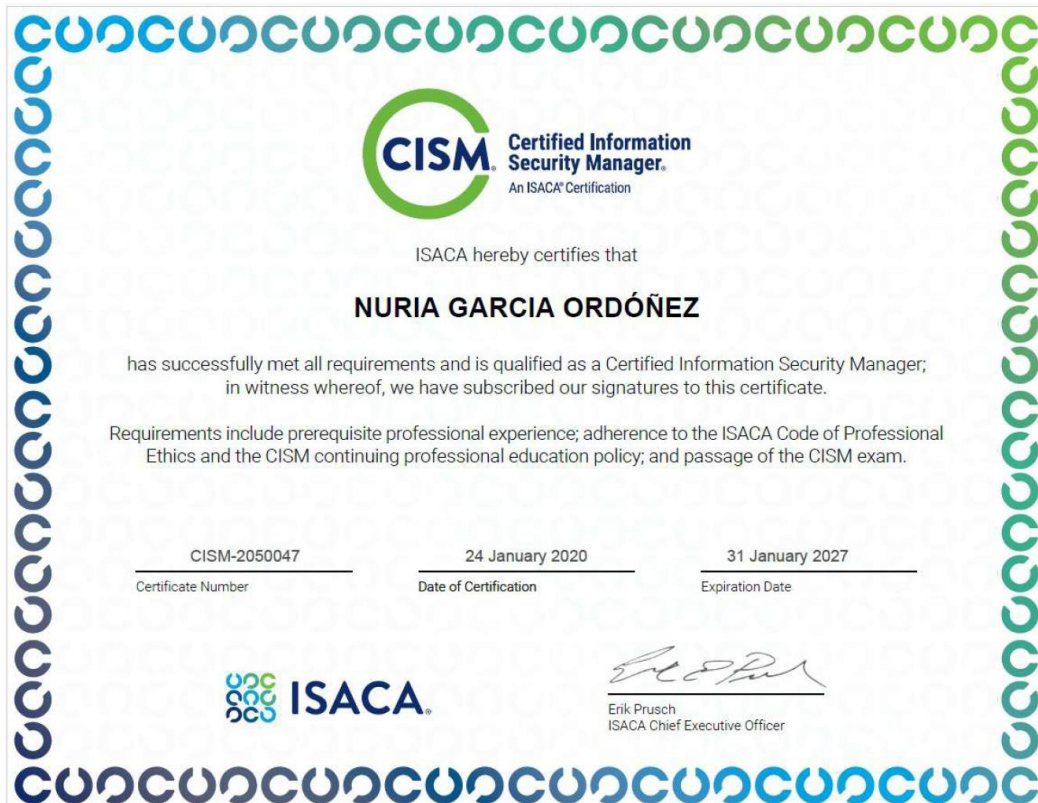 CISM®
Certified Information
Security Manager®
An ISACA® Certification
ISACA hereby certifies that
NURIA GARCIA ORDÓÑEZ
has successfully met all requirements and is qualified as a Certified Information Security Manager;
in witness whereof, we have subscribed our signatures to this certificate.
Requirements include prerequisite professional experience; adherence to the ISACA Code of Professional
Ethics and the CISM continuing professional education policy; and passage of the CISM exam.
CISM-2050047 24 January 2020 31 January 2027
Certificate Number Date of Certification Expiration Date
ISACA®
Erik Prusch
ISACA Chief Executive Officer